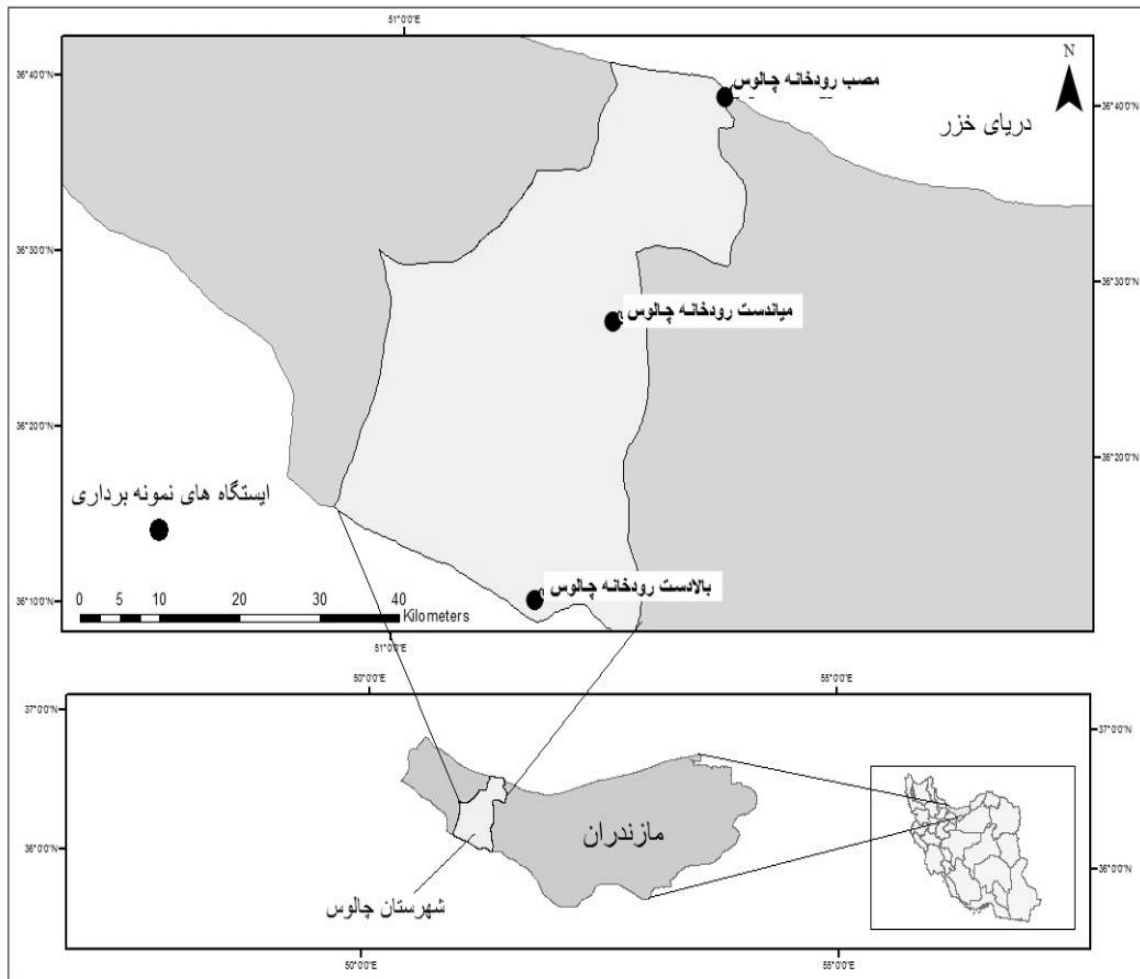 51°0'0"E
36°40'0"N
مصب رودخانه چالوس
N
36°40'0"N
دریای خزر
36°30'0"N
36°30'0"N
میاندست رودخانه چالوس
36°20'0"N
36°20'0"N
ایستگاه های نمونه برداری
36°10'0"N
بالادست رودخانه چالوس
36°10'0"N
0 5 10 20 30 40
Kilometers
51°0'0"E
50°0'0"E
55°0'0"E
37°0'0"N
37°0'0"N
مازندران
36°0'0"N
36°0'0"N
شهرستان چالوس
50°0'0"E
55°0'0"E